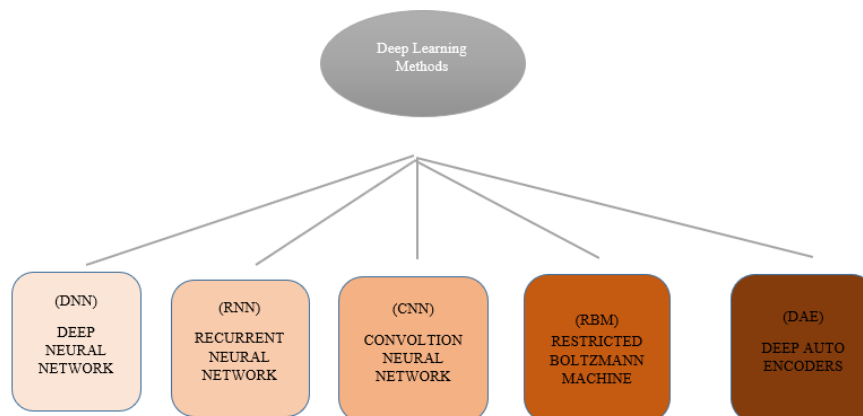 Deep Learning
Methods
(DNN)
DEEP
NEURAL
NETWORK
(RNN)
RECURRENT
NEURAL
NETWORK
(CNN)
CONVOLTION
NEURAL
NETWORK
(RBM)
RESTRICTED
BOLTZMANN
MACHINE
(DAE)
DEEP AUTO
ENCODERS